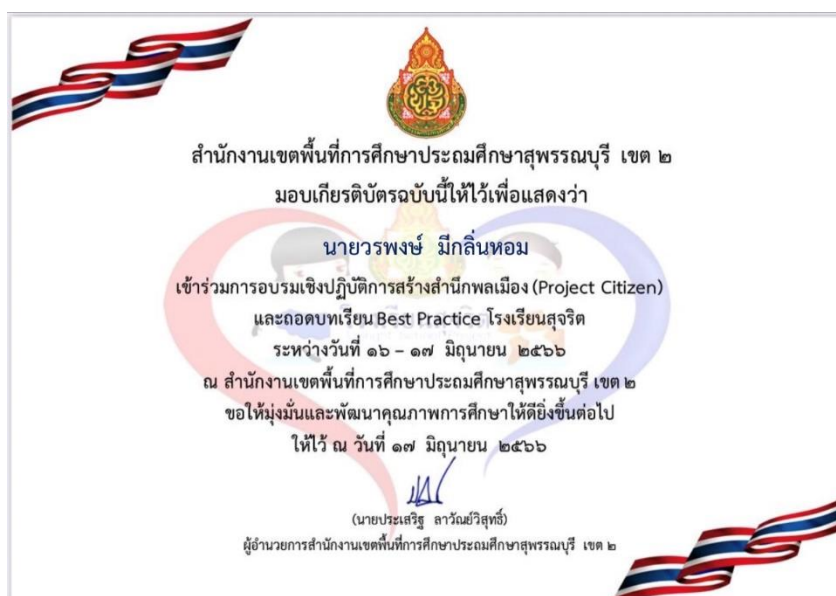 สำนักงานเขตพื้นที่การศึกษาประถมศึกษาสุพรรณบุรี เขต ๒
มอบเกียรติบัตรฉบับนี้ให้ไว้เพื่อแสดงว่า
นายวรพงษ์ มีกลิ่นหอม
เข้าร่วมการอบรมเชิงปฏิบัติการสร้างสำนึกพลเมือง (Project Citizen)
และถอดบทเรียน Best Practice โรงเรียนสุจริต
โรงเรียนสุจริต
ระหว่างวันที่ ๑๖ – ๑๗ มิถุนายน ๒๕๖๖
ณ สำนักงานเขตพื้นที่การศึกษาประถมศึกษาสุพรรณบุรี เขต ๒
ขอให้มุ่งมั่นและพัฒนาคุณภาพการศึกษาให้ดียิ่งขึ้นต่อไป
ให้ไว้ ณ วันที่ ๑๗ มิถุนายน ๒๕๖๖
(นายประเสริฐ ลาวัณย์วิสุทธิ์)
ผู้อำนวยการสำนักงานเขตพื้นที่การศึกษาประถมศึกษาสุพรรณบุรี เขต ๒